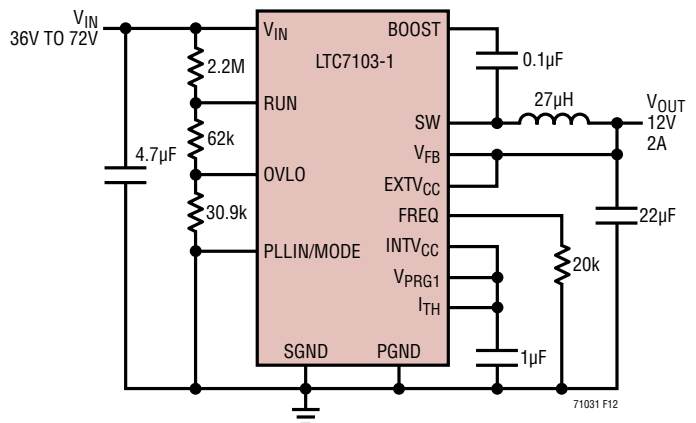 VIN
36V TO 72V
4.7µF
2.2M
62k
30.9k
VIN
RUN
OVLO
PLLIN/MODE
LTC7103-1
SGND
PGND
BOOST
SW
VFB
EXTVCC
FREQ
INTVCC
VPRG1
ITH
0.1µF
27µH
VOUT
12V
2A
22µF
20k
1µF
71031 F12